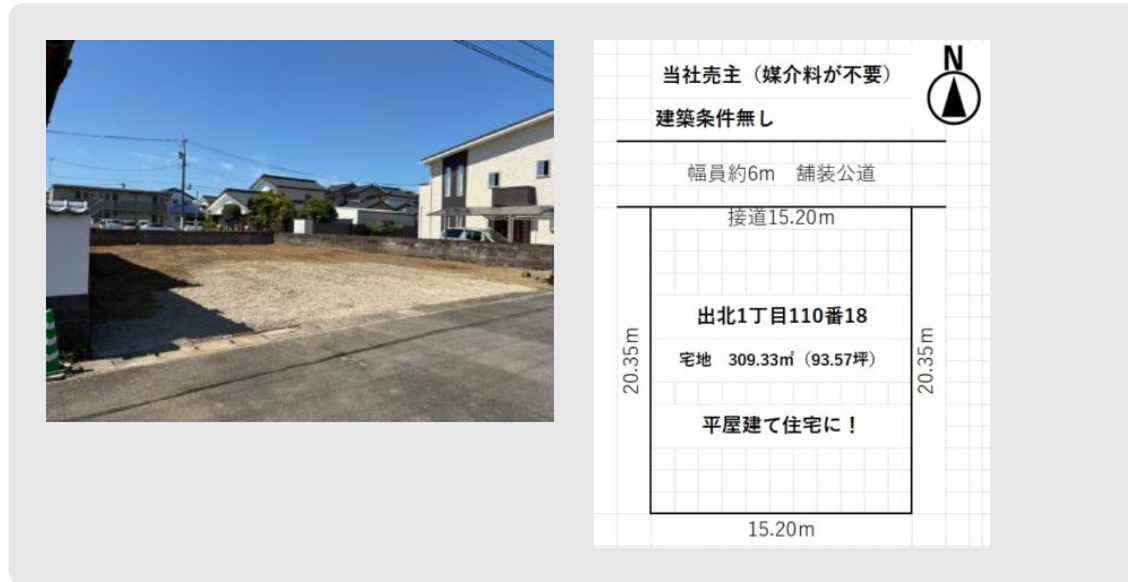 N
当社売主（媒介料が不要）
建築条件無し
幅員約6m　舗装公道
接道15.20m
出北1丁目110番18
宅地　309.33㎡（93.57坪）
平屋建て住宅に！
20.35m
20.35m
15.20m